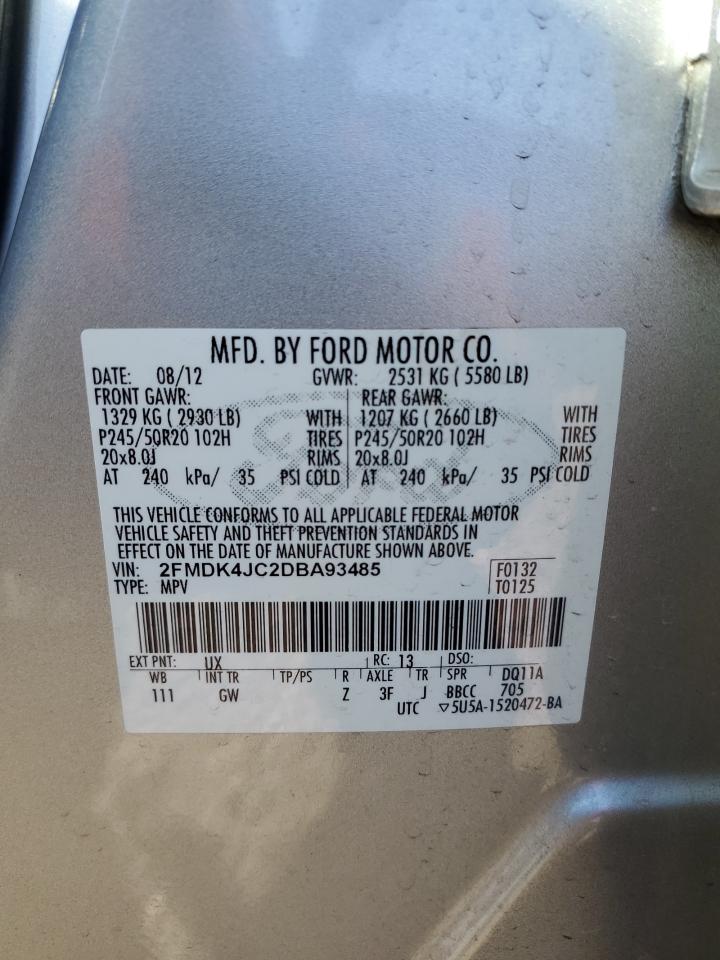 MFD. BY FORD MOTOR CO.
DATE: 08/12 GVWR: 2531 KG ( 5580 LB)
FRONT GAWR: REAR GAWR:
1329 KG ( 2930 LB) WITH 1207 KG ( 2660 LB) WITH
P245/50R20 102H TIRES P245/50R20 102H TIRES
20x8.0J RIMS 20x8.0J RIMS
AT 240 kPa/ 35 PSI COLD AT 240 kPa/ 35 PSI COLD
THIS VEHICLE CONFORMS TO ALL APPLICABLE FEDERAL MOTOR
VEHICLE SAFETY AND THEFT PREVENTION STANDARDS IN
EFFECT ON THE DATE OF MANUFACTURE SHOWN ABOVE.
VIN: 2FMDK4JC2DBA93485 F0132
TYPE: MPV T0125
EXT PNT: UX RC: 13 DSO:
WB INT TR TP/PS R AXLE TR SPR DQ11A
111 GW Z 3F J BBCC 705
UTC ▽5U5A-1520472-BA